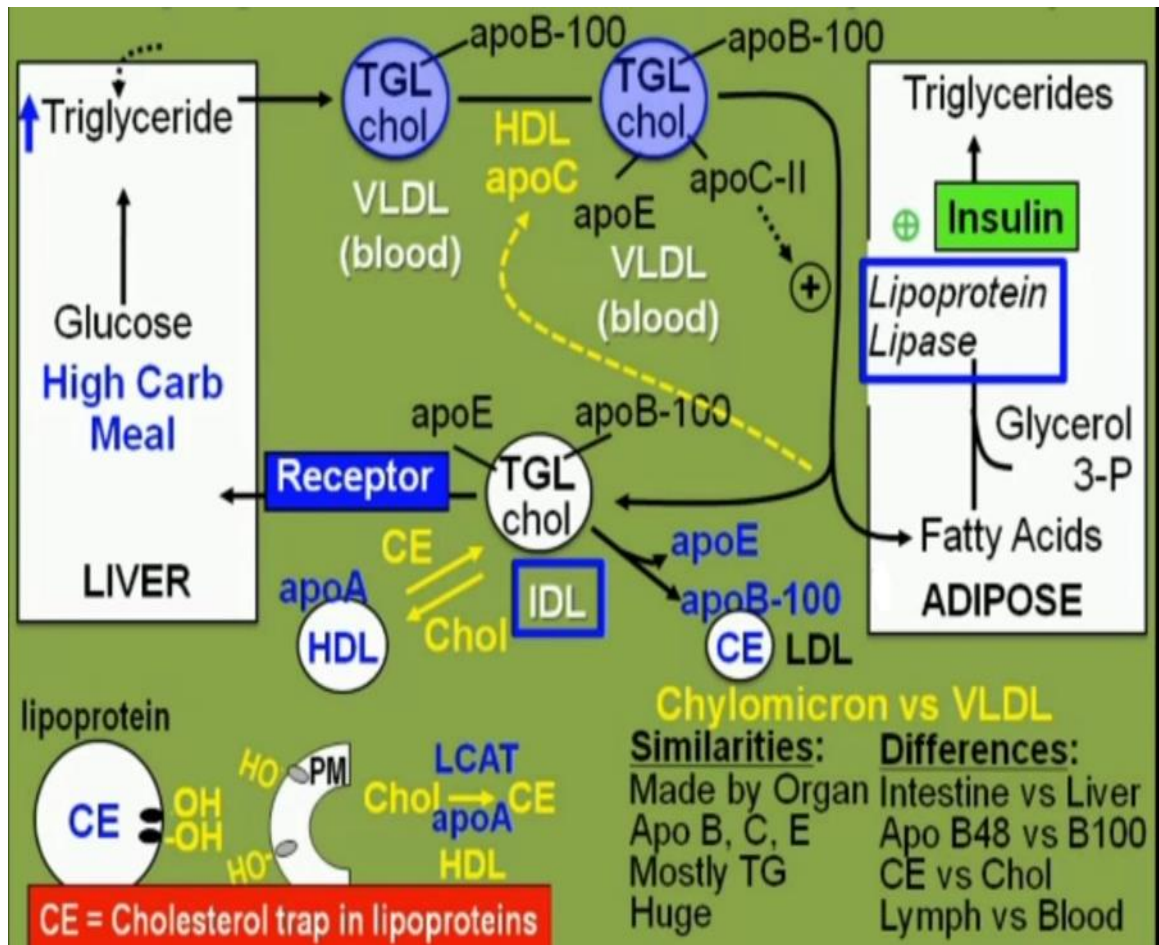 apoB-100
apoB-100
TGL
chol
TGL
chol
Triglyceride
Triglycerides
HDL
apoC
VLDL
(blood)
apoE
apoC-II
VLDL
(blood)
+
⊕
Insulin
Lipoprotein
Lipase
Glucose
High Carb
Meal
apoE
apoB-100
Glycerol
3-P
TGL
chol
Receptor
Fatty Acids
ADIPOSE
LIVER
CE
apoA
HDL
Chol
IDL
apoE
apoB-100
CE
LDL
lipoprotein
CE
OH
-OH
HO
PM
HO-
LCAT
Chol → CE
apoA
HDL
CE = Cholesterol trap in lipoproteins
Chylomicron vs VLDL
Similarities:
Made by Organ
Apo B, C, E
Mostly TG
Huge
Differences:
Intestine vs Liver
Apo B48 vs B100
CE vs Chol
Lymph vs Blood